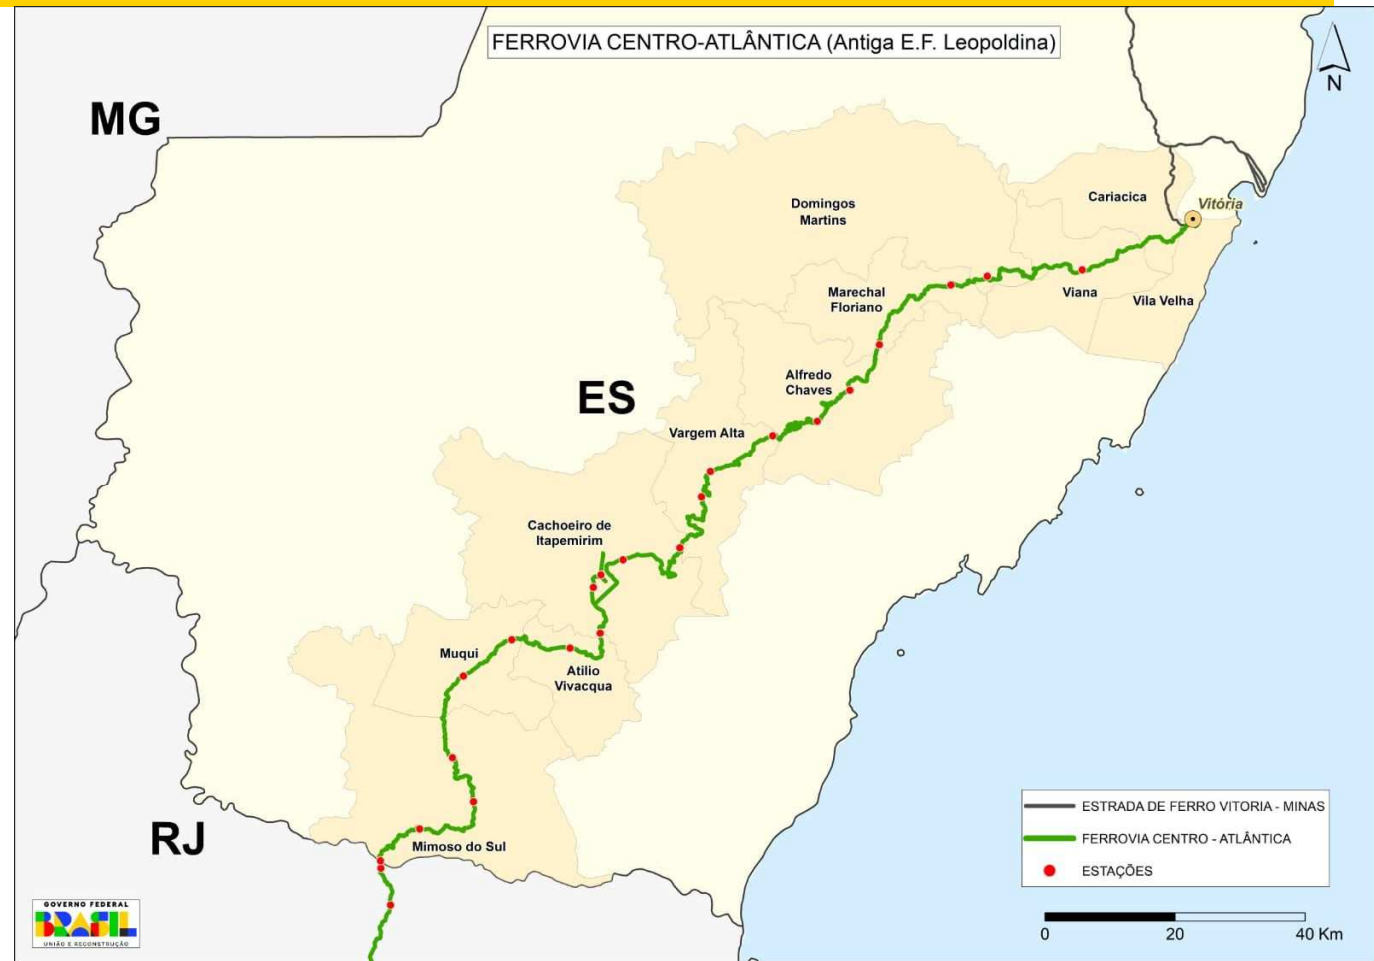 FERROVIA CENTRO-ATLÂNTICA (Antiga E.F. Leopoldina)
N
MG
Cariacica
Vitória
Domingos
Martins
Marechal
Floriano
Viana
Vila Velha
Alfredo
Chaves
ES
Vargem Alta
Cachoeiro de
Itapemirim
Muqui
Atilio
Vivacqua
RJ
Mimoso do Sul
ESTRADA DE FERRO VITORIA - MINAS
FERROVIA CENTRO - ATLÂNTICA
ESTAÇÕES
GOVERNO FEDERAL
BRASIL
UNIÃO E RECONSTRUÇÃO
0 20 40 Km